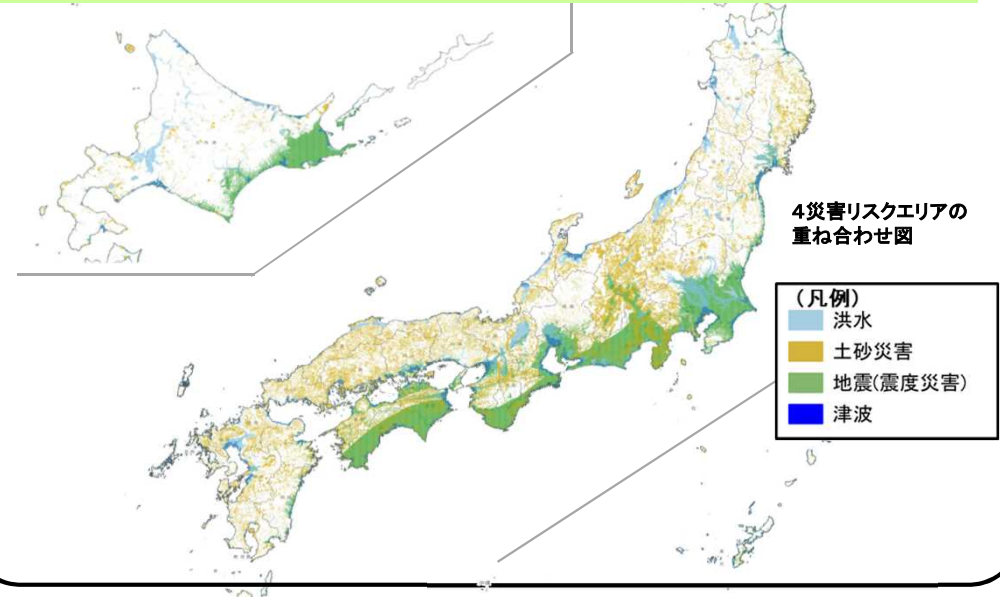 ４災害リスクエリアの
重ね合わせ図
（凡例）
洪水
土砂災害
地震(震度災害)
津波